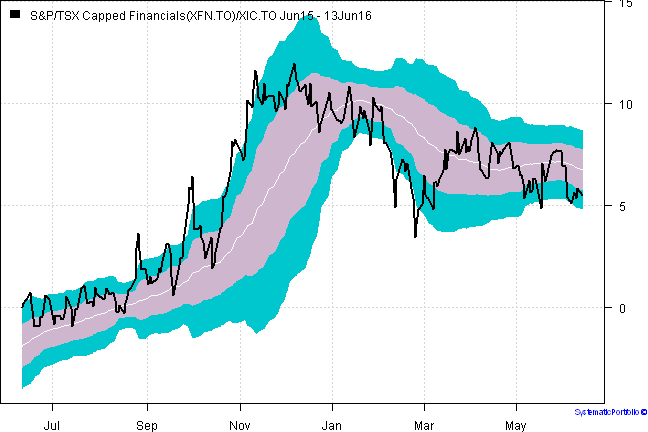 S&P/TSX Capped Financials(XFN.TO)/XIC.TO Jun15 - 13Jun16
15
10
5
0
Jul Sep Nov Jan Mar May
SystematicPortfolio ©